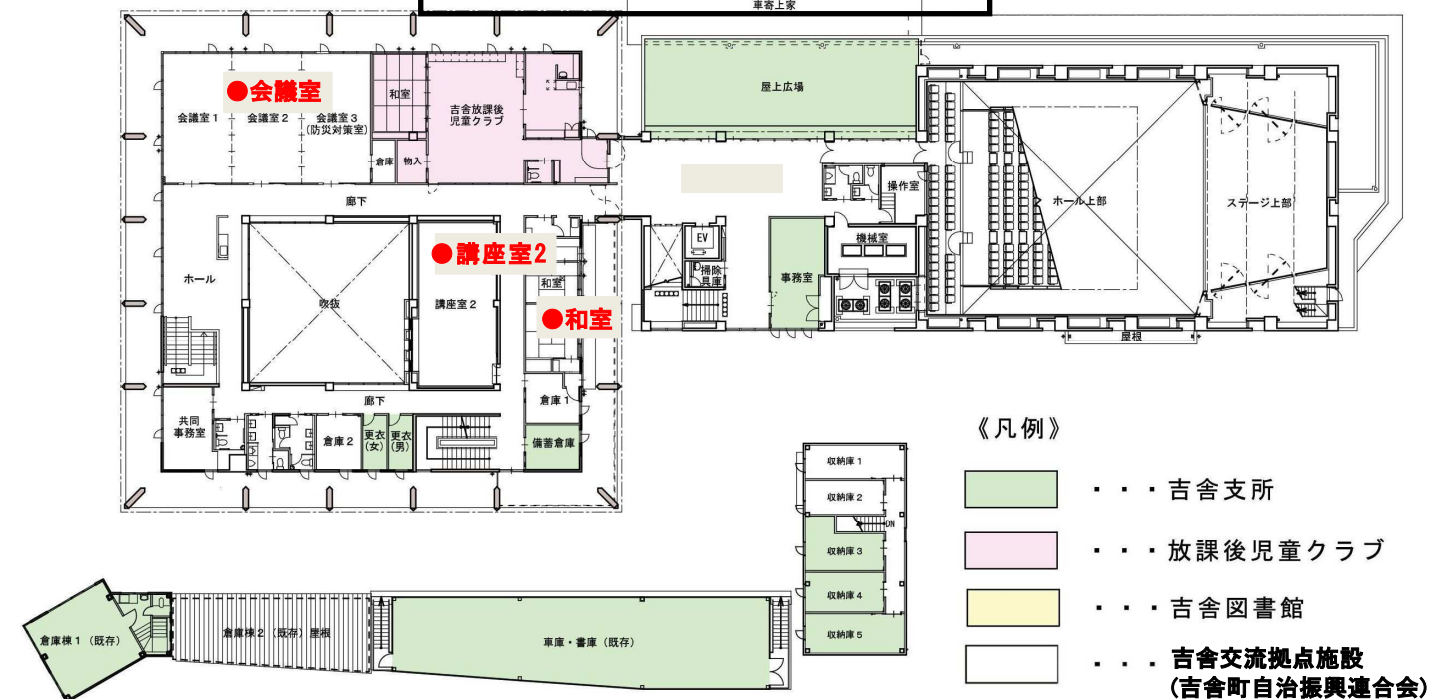 車寄上家
●会議室
会議室１
会議室２
会議室３
(防災対策室)
和室
吉舎放課後
児童クラブ
倉庫
物入
屋上広場
操作室
ホール上部
ステージ上部
廊下
EV
掃除
具庫
機械室
事務室
屋根
ホール
吹抜
●講座室2
講座室２
和室
●和室
廊下
共同
事務室
倉庫２
更衣
(女)
更衣
(男)
倉庫１
備蓄倉庫
収納庫１
収納庫２
DN
収納庫３
収納庫４
収納庫５
倉庫棟１（既存）
倉庫棟２（既存）屋根
車庫・書庫（既存）
《凡例》
・・・吉舎支所
・・・放課後児童クラブ
・・・吉舎図書館
・・・吉舎交流拠点施設
(吉舎町自治振興連合会)